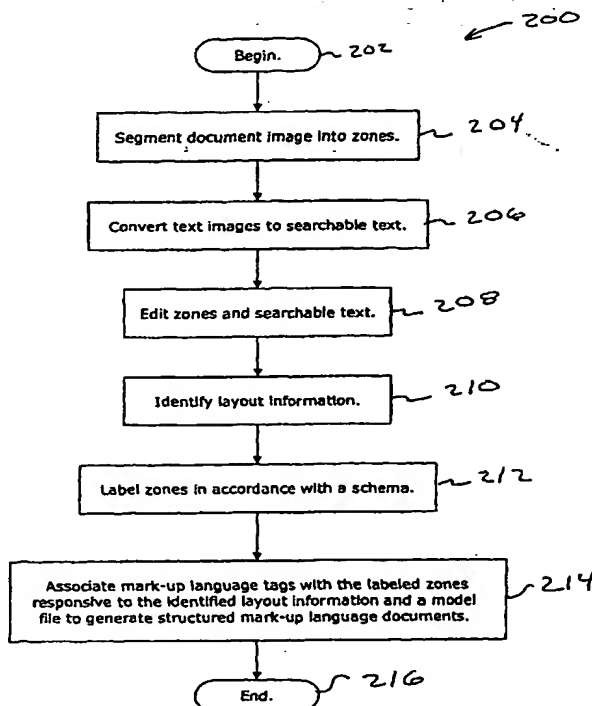 200
Begin. 202
Segment document image into zones. 204
Convert text images to searchable text. 206
Edit zones and searchable text. 208
Identify layout information. 210
Label zones in accordance with a schema. 212
Associate mark-up language tags with the labeled zones
responsive to the identified layout information and a model 214
file to generate structured mark-up language documents.
End. 216